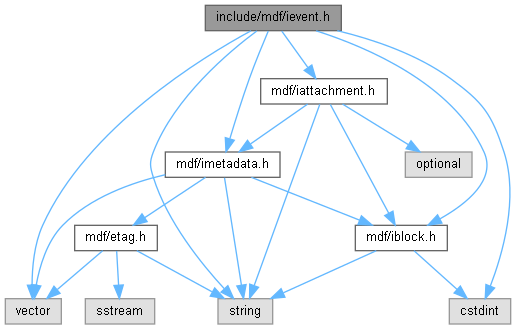 include/mdf/ievent.h
mdf/iattachment.h
mdf/imetadata.h
optional
mdf/etag.h
mdf/iblock.h
vector
sstream
string
cstdint